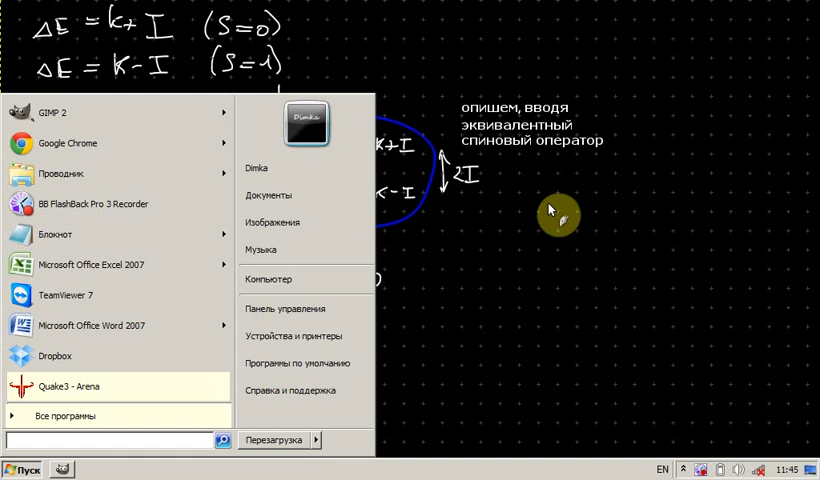 ΔE = k + I (S=0)
ΔE = K - I (S=1)
опишем, вводя
эквивалентный
спиновый оператор
K+I
2I
K-I
Dimka
GIMP 2
Google Chrome
Проводник
BB FlashBack Pro 3 Recorder
Блокнот
Microsoft Office Excel 2007
TeamViewer 7
Microsoft Office Word 2007
Dropbox
Quake3 - Arena
Все программы
Dimka
Документы
Изображения
Музыка
Компьютер
Панель управления
Устройства и принтеры
Программы по умолчанию
Справка и поддержка
Перезагрузка
Пуск
EN
11:45